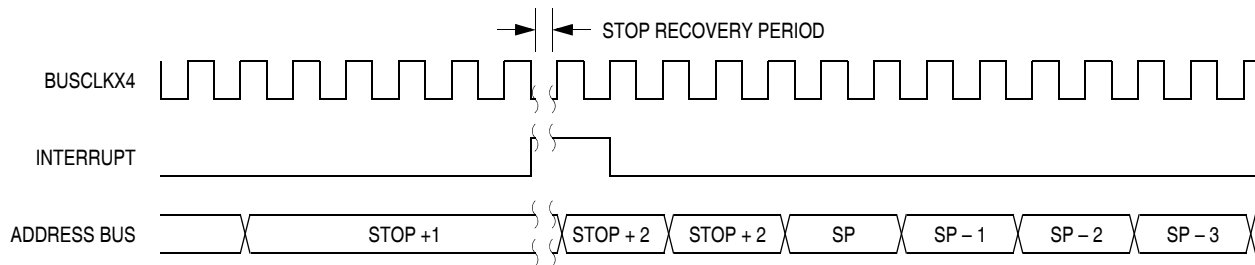 STOP RECOVERY PERIOD
BUSCLKX4
INTERRUPT
ADDRESS BUS STOP +1 STOP + 2 STOP + 2 SP SP – 1 SP – 2 SP – 3